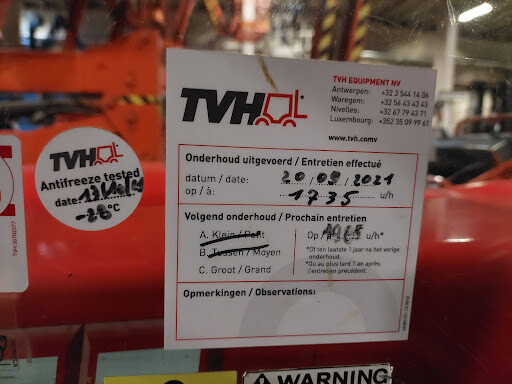 TVH
TVH EQUIPMENT NV
Antwerpen: +32 3 544 14 06
Waregem: +32 56 43 43 43
Nivelles: +32 67 79 43 71
Luxembourg: +352 35 09 99 61
www.tvh.com
Onderhoud uitgevoerd / Entretien effectué
datum / date: 20 / 09 / 2021
op / à: 1735 u/h
Volgend onderhoud / Prochain entretien
A. Klein / Petit
B. Tussen / Moyen
C. Groot / Grand
Op / à u/h*
*Of ten laatste 1 jaar na het vorige
onderhoud.
*Ou au plus tard 1 an après
l'entretien précédent.
Opmerkingen / Observations:
TVH
Antifreeze tested
date:
-28 °C
WARNING